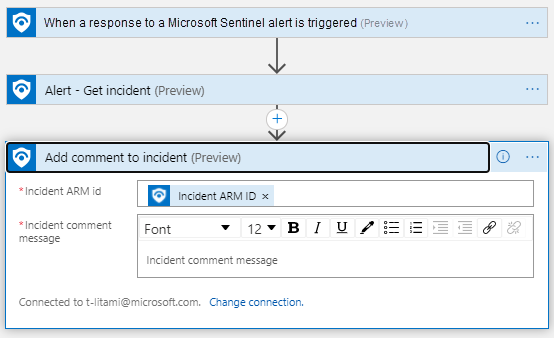 When a response to a Microsoft Sentinel alert is triggered (Preview)
Alert - Get incident (Preview)
Add comment to incident (Preview)
*Incident ARM id
Incident ARM ID ×
*Incident comment
message
Font 12 B I U
Incident comment message
Connected to t-litami@microsoft.com. Change connection.